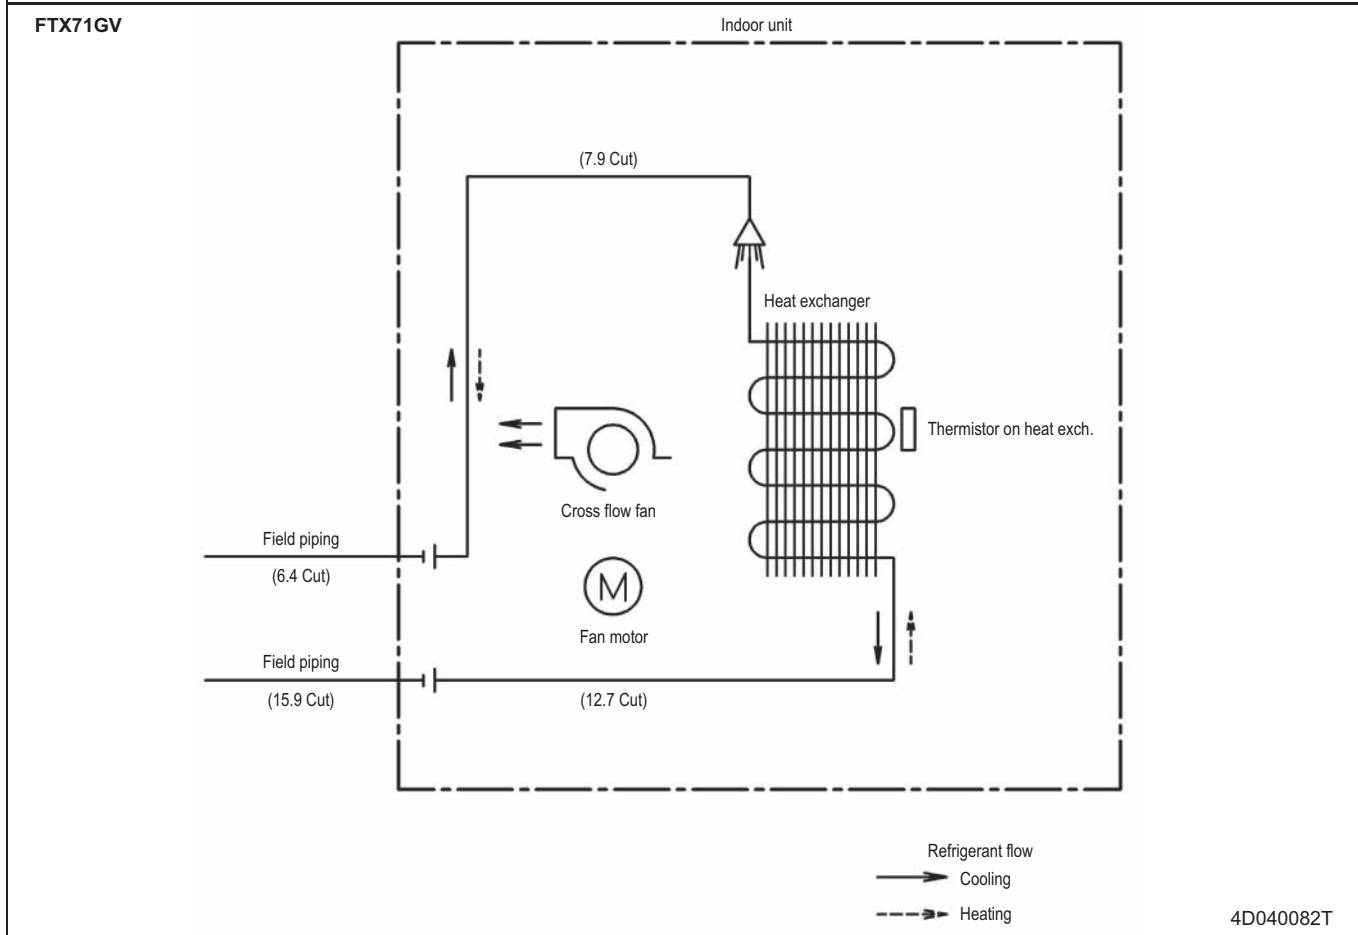 FTX71GV
Indoor unit
(7.9 Cut)
Heat exchanger
Thermistor on heat exch.
Cross flow fan
Field piping
(6.4 Cut)
M
Fan motor
Field piping
(15.9 Cut)
(12.7 Cut)
Refrigerant flow
Cooling
Heating
4D040082T